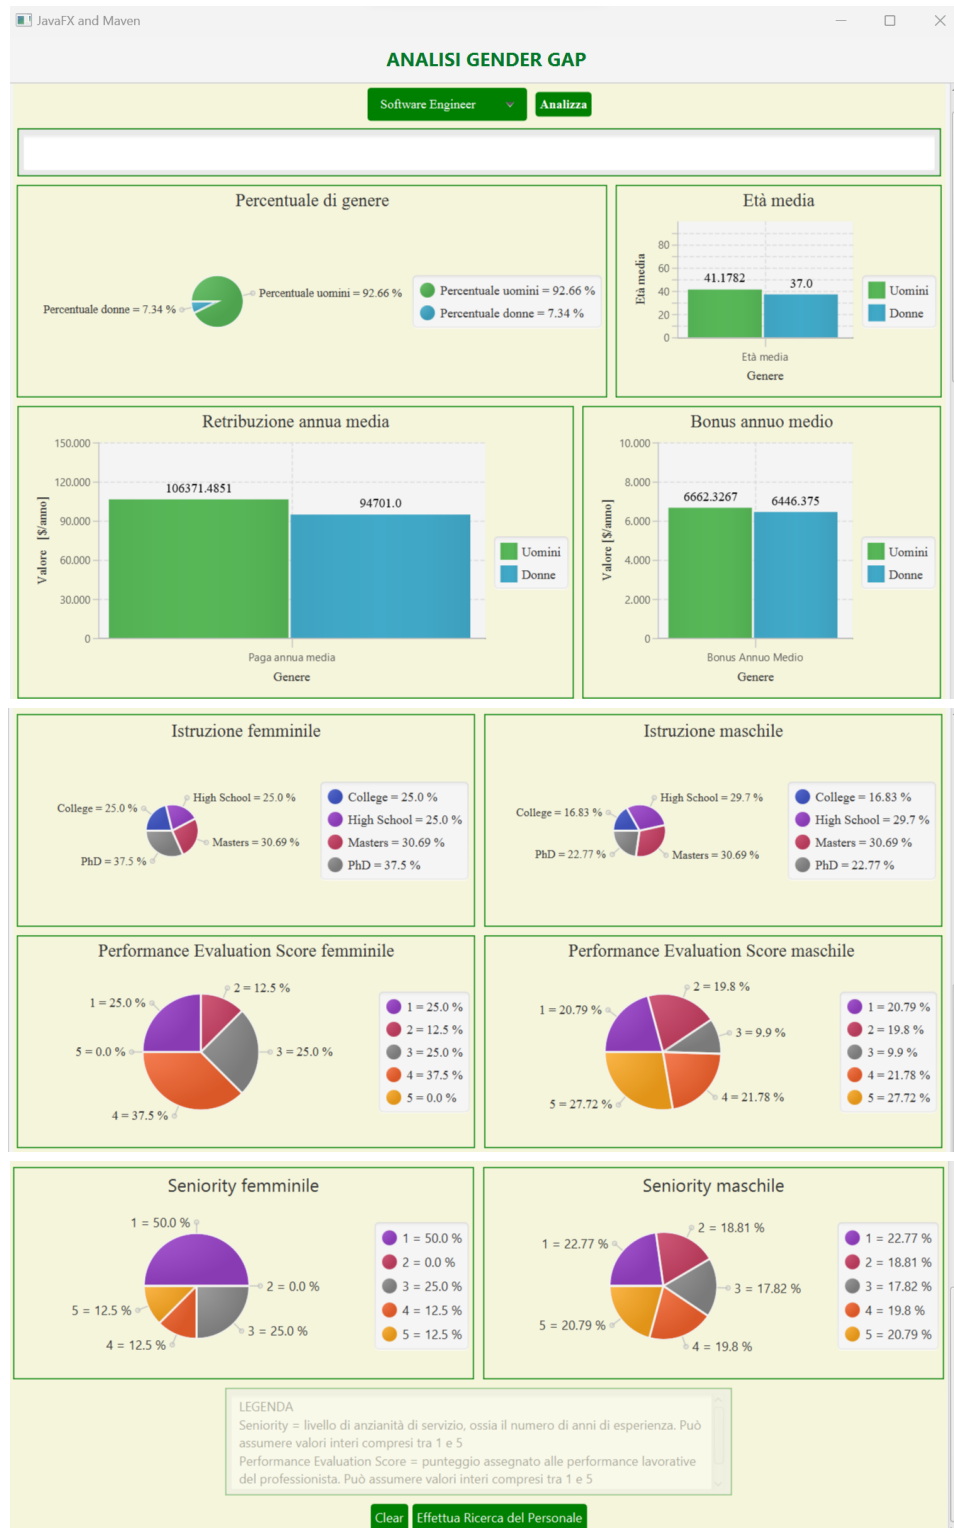 JavaFX and Maven
ANALISI GENDER GAP
Software Engineer
Analizza
Percentuale di genere
Percentuale uomini = 92.66 %
Percentuale donne = 7.34 %
Percentuale uomini = 92.66 %
Percentuale donne = 7.34 %
Età media
Età media
80
60
40
20
0
41.1782
37.0
Uomini
Donne
Età media
Genere
Retribuzione annua media
Valore [$/anno]
150.000
120.000
90.000
60.000
30.000
0
106371.4851
94701.0
Uomini
Donne
Paga annua media
Genere
Bonus annuo medio
Valore [$/anno]
10.000
8.000
6.000
4.000
2.000
0
6662.3267
6446.375
Uomini
Donne
Bonus Annuo Medio
Genere
Istruzione femminile
College = 25.0 %
High School = 25.0 %
Masters = 30.69 %
PhD = 37.5 %
College = 25.0 %
High School = 25.0 %
Masters = 30.69 %
PhD = 37.5 %
Istruzione maschile
College = 16.83 %
High School = 29.7 %
Masters = 30.69 %
PhD = 22.77 %
College = 16.83 %
High School = 29.7 %
Masters = 30.69 %
PhD = 22.77 %
Performance Evaluation Score femminile
1 = 25.0 %
2 = 12.5 %
3 = 25.0 %
4 = 37.5 %
5 = 0.0 %
1 = 25.0 %
2 = 12.5 %
3 = 25.0 %
4 = 37.5 %
5 = 0.0 %
Performance Evaluation Score maschile
1 = 20.79 %
2 = 19.8 %
3 = 9.9 %
4 = 21.78 %
5 = 27.72 %
1 = 20.79 %
2 = 19.8 %
3 = 9.9 %
4 = 21.78 %
5 = 27.72 %
Seniority femminile
1 = 50.0 %
2 = 0.0 %
3 = 25.0 %
4 = 12.5 %
5 = 12.5 %
1 = 50.0 %
2 = 0.0 %
3 = 25.0 %
4 = 12.5 %
5 = 12.5 %
Seniority maschile
1 = 22.77 %
2 = 18.81 %
3 = 17.82 %
4 = 19.8 %
5 = 20.79 %
1 = 22.77 %
2 = 18.81 %
3 = 17.82 %
4 = 19.8 %
5 = 20.79 %
LEGENDA
Seniority = livello di anzianità di servizio, ossia il numero di anni di esperienza. Può
assumere valori interi compresi tra 1 e 5
Performance Evaluation Score = punteggio assegnato alle performance lavorative
del professionista. Può assumere valori interi compresi tra 1 e 5
Clear
Effettua Ricerca del Personale